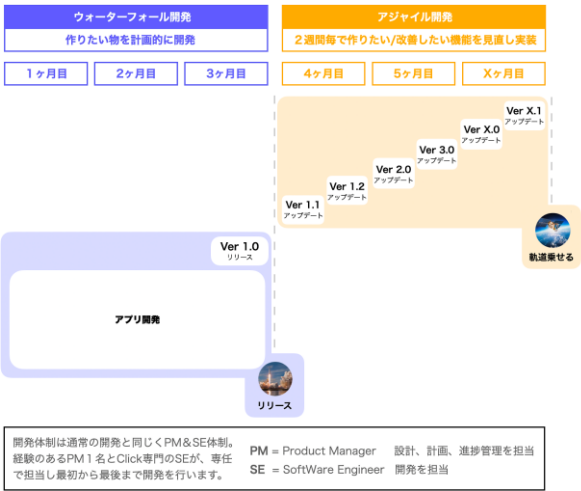 ウォーターフォール開発
アジャイル開発
作りたい物を計画的に開発
２週間毎で作りたい/改善したい機能を見直し実装
1ヶ月目
2ヶ月目
3ヶ月目
4ヶ月目
5ヶ月目
Xヶ月目
Ver X.1
アップデート
Ver X.0
アップデート
Ver 3.0
アップデート
Ver 2.0
アップデート
Ver 1.2
アップデート
Ver 1.1
アップデート
軌道乗せる
Ver 1.0
リリース
アプリ開発
リリース
開発体制は通常の開発と同じくPM＆SE体制。
経験のあるPM１名とClick専門のSEが、専任
で担当し最初から最後まで開発を行います。
PM = Product Manager 設計、計画、進捗管理を担当
SE = SoftWare Engineer 開発を担当